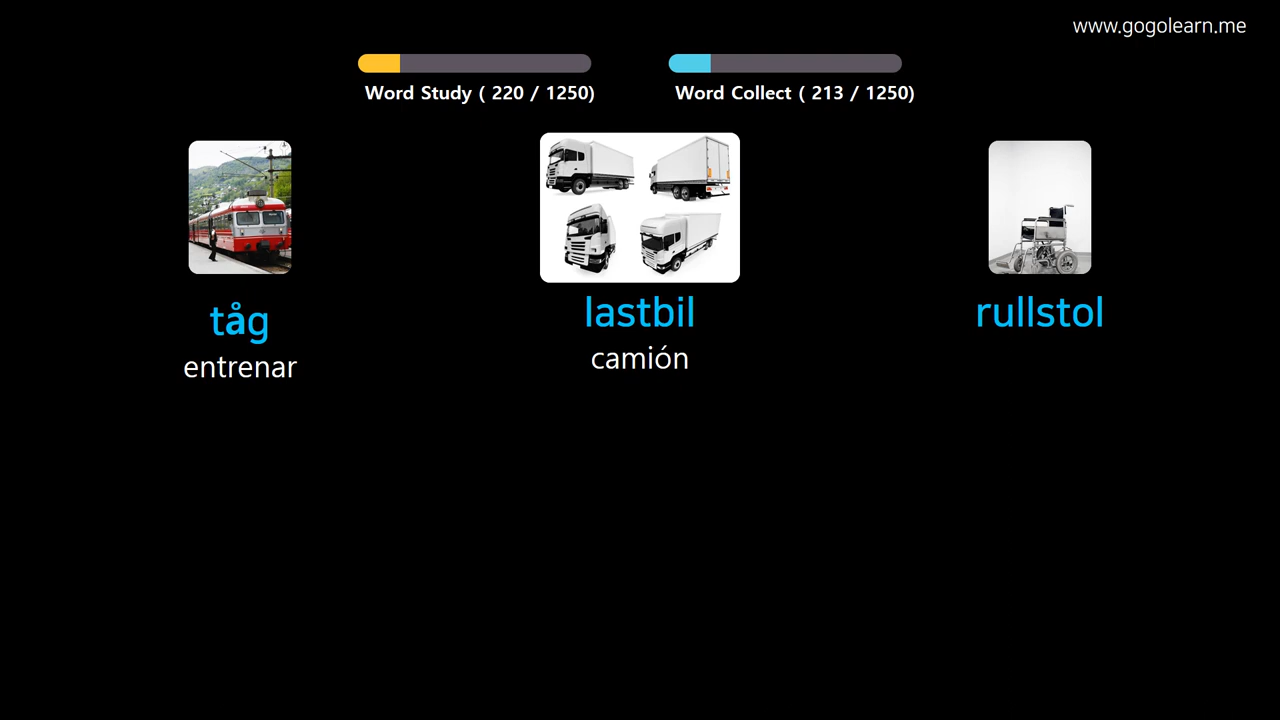 www.gogolearn.me
Word Study ( 220 / 1250)
Word Collect ( 213 / 1250)
tåg
lastbil
rullstol
entrenar
camión